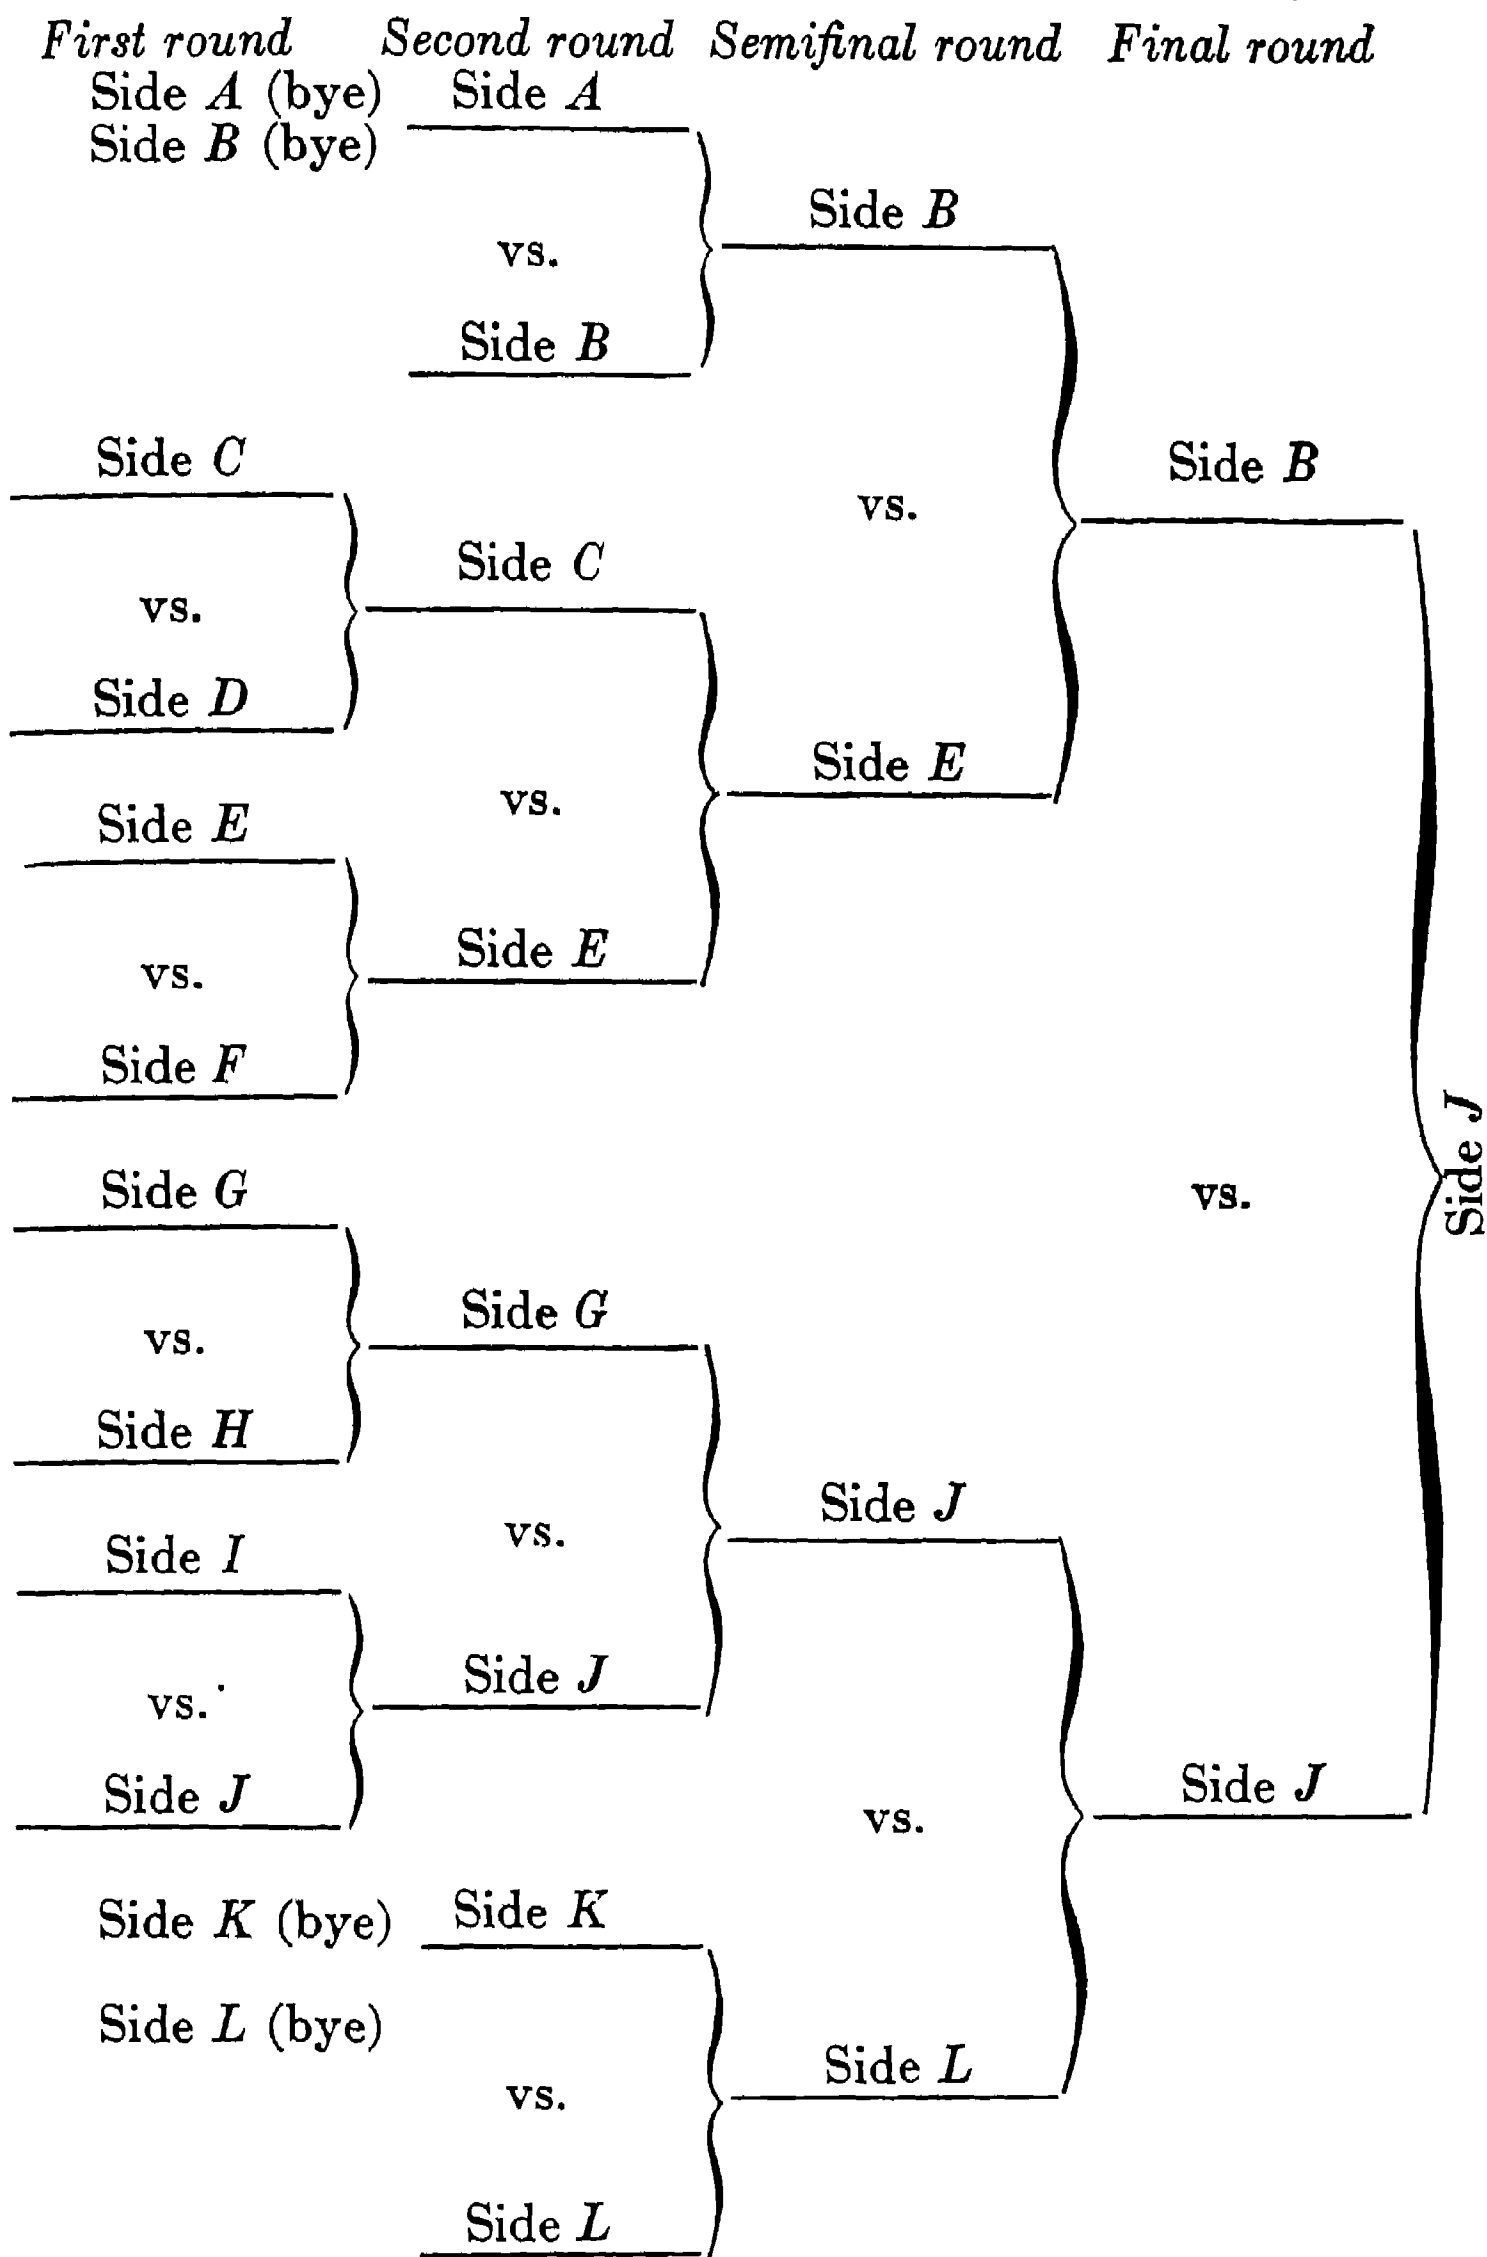 First round Second round Semifinal round Final round
Side A (bye) Side A
Side B (bye)
Side B
vs.
Side B
Side C
Side B
vs.
Side C
vs.
Side D
Side E
vs.
Side E
Side E
vs.
Side F
Side J
Side G
vs.
Side G
vs.
Side H
Side J
vs.
Side I
Side J
vs.
Side J
Side J
vs.
Side K (bye) Side K
Side L (bye)
Side L
vs.
Side L